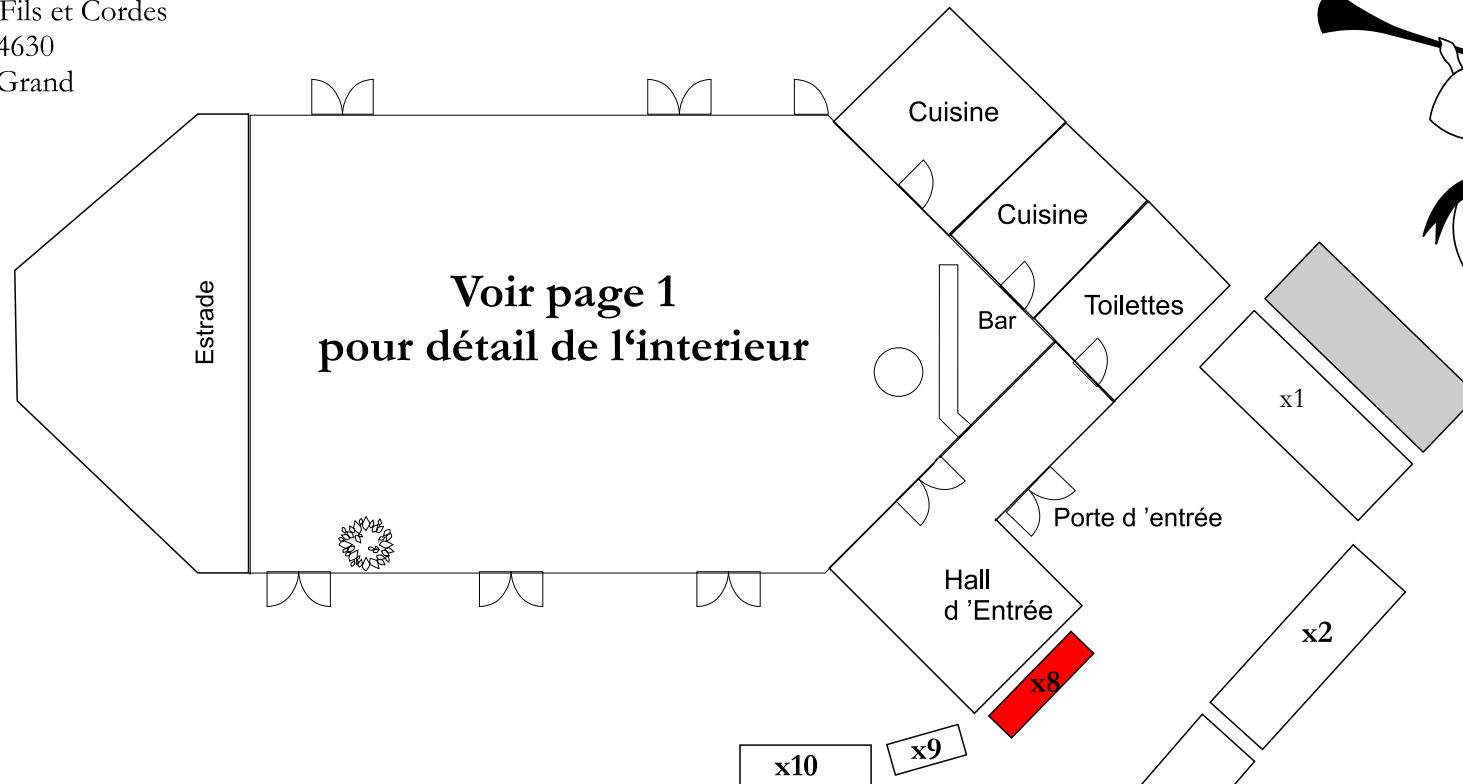 Fils et Cordes
4630
Grand
Cuisine
Cuisine
Toilettes
Bar
Estrade
Voir page 1
pour détail de l‘interieur
x1
Porte d ’entrée
Hall
d ’Entrée
x2
x8
x9
x10